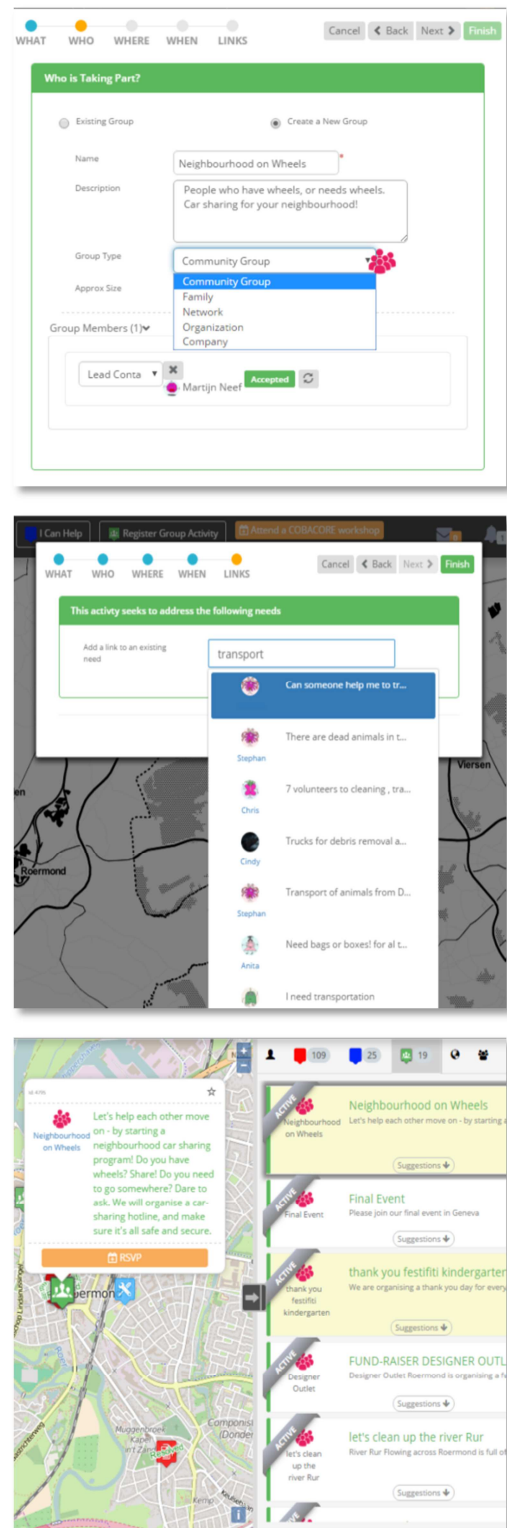 WHAT WHO WHERE WHEN LINKS
Cancel Back Next Finish
Who is Taking Part?
Existing Group
Create a New Group
Name
Neighbourhood on Wheels
*
Description
People who have wheels, or needs wheels.
Car sharing for your neighbourhood!
Group Type
Community Group
Approx Size
Community Group
Family
Network
Organization
Company
Group Members (1)
Lead Conta
Martijn Neef
Accepted
I Can Help
Register Group Activity
Attend a COBACORE workshop
WHAT WHO WHERE WHEN LINKS
Cancel Back Next Finish
This activty seeks to address the following needs
Add a link to an existing
need
transport
Can someone help me to tr...
There are dead animals in t...
Stephan
7 volunteers to cleaning , tra...
Chris
Trucks for debris removal a...
Cindy
Transport of animals from D...
Stephan
Need bags or boxes! for al t...
Anita
I need transportation
Viersen
en
Roermond
109
25
19
Neighbourhood
on Wheels
Let's help each other move
on - by starting a
neighbourhood car sharing
program! Do you have
wheels? Share! Do you need
to go somewhere? Dare to
ask. We will organise a car-
sharing hotline, and make
sure it's all safe and secure.
RSVP
ermon
Muggenbroek
Kapel
Resolved
Componist
(Donder
Kemp
ACTIVE
Neighbourhood
on Wheels
Neighbourhood on Wheels
Let's help each other move on - by starting a
Suggestions
ACTIVE
Final Event
Final Event
Please join our final event in Geneva
Suggestions
ACTIVE
thank you
festifiti
kindergarten
thank you festifiti kindergarten
We are organising a thank you day for every
Suggestions
ACTIVE
Designer
Outlet
FUND-RAISER DESIGNER OUTL
Designer Outlet Roermond is organising a f
Suggestions
ACTIVE
let's clean
up the
river Rur
let's clean up the river Rur
River Rur Flowing across Roermond is full of
Suggestions